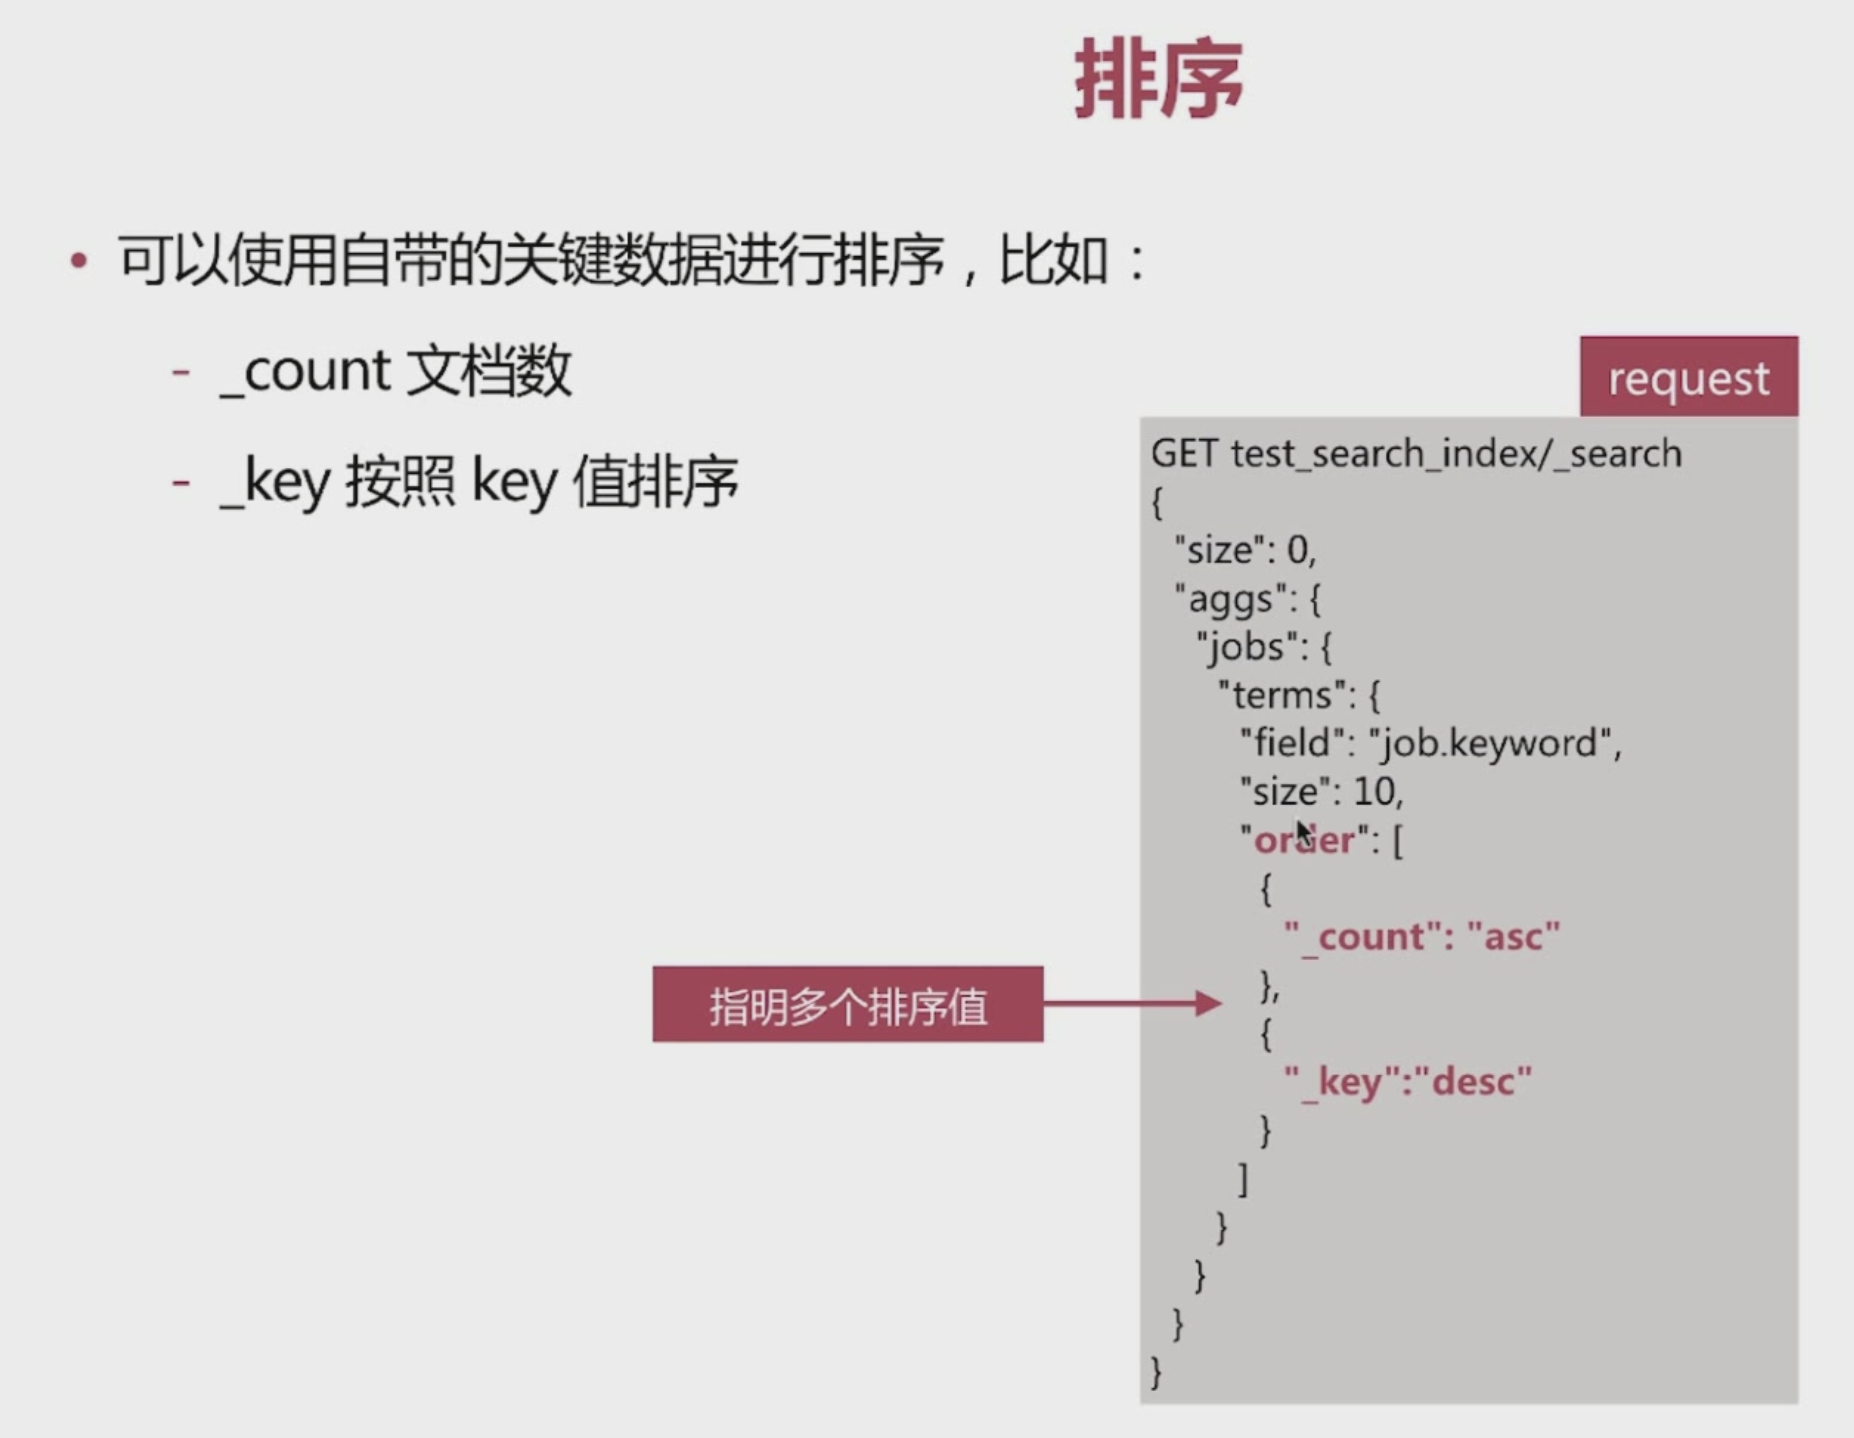 排序
• 可以使用自带的关键数据进行排序，比如：
- _count 文档数
- _key 按照 key 值排序
request
GET test_search_index/_search
{
"size": 0,
"aggs": {
"jobs": {
"terms": {
"field": "job.keyword",
"size": 10,
"order": [
{
"_count": "asc"
},
{
"_key":"desc"
}
]
}
}
}
}
指明多个排序值